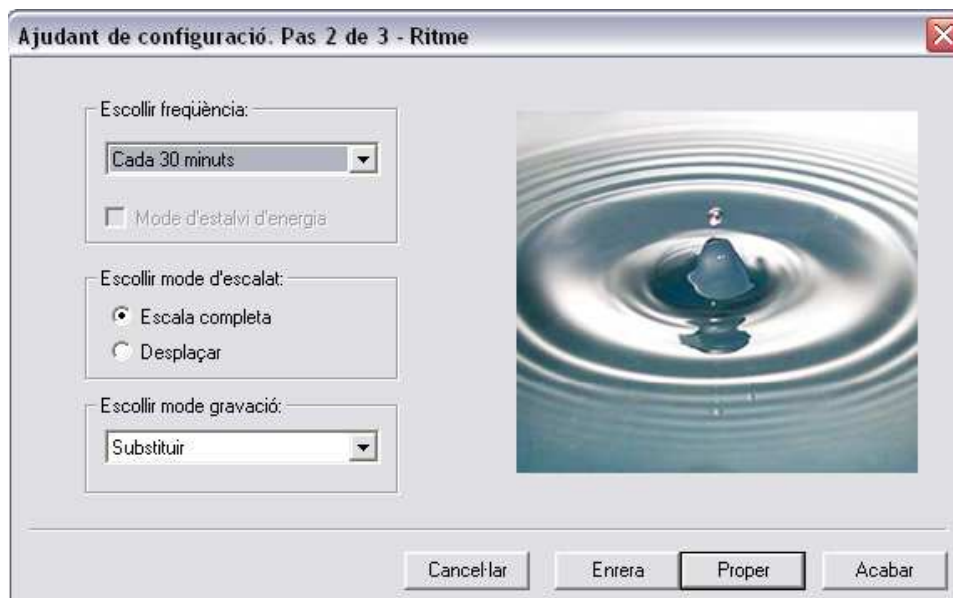 Ajudant de configuració. Pas 2 de 3 - Ritme
Escollir freqüència:
Cada 30 minuts
Mode d'estalvi d'energia
Escollir mode d'escalat:
Escala completa
Desplaçar
Escollir mode gravació:
Substituir
Cancel·lar
Enrera
Proper
Acabar